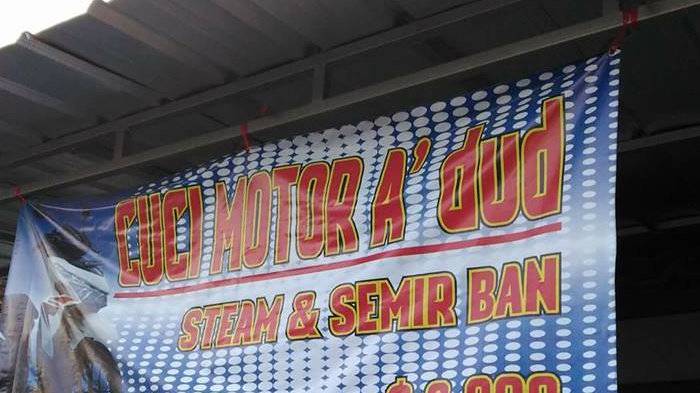 CUCI MOTOR A' dud
STEAM & SEMIR BAN